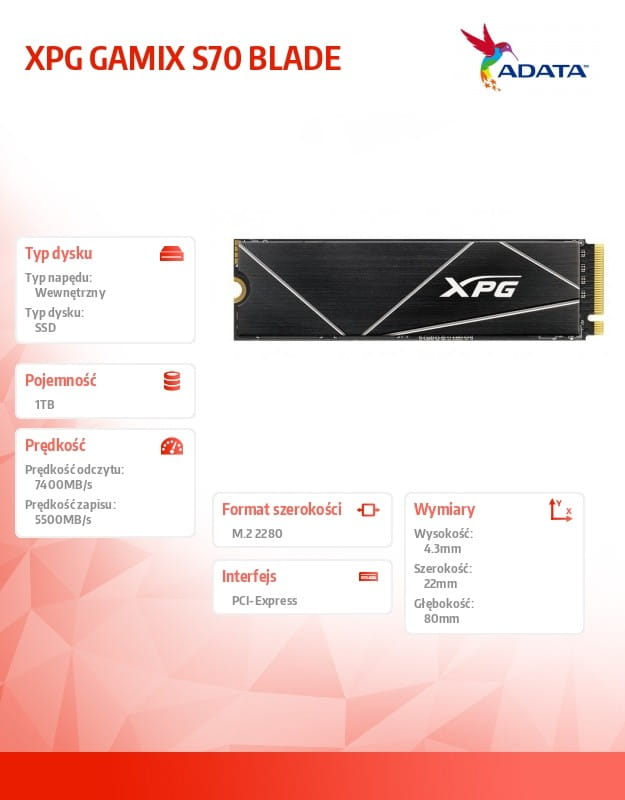 XPG GAMIX S70 BLADE
ADATA™
Typ dysku
Typ napędu:
Wewnętrzny
Typ dysku:
SSD
XPG
Pojemność
1TB
Prędkość
Prędkość odczytu:
7400MB/s
Prędkość zapisu:
5500MB/s
Format szerokości
M.2 2280
Interfejs
PCI-Express
Wymiary
Y
X
Wysokość:
4.3mm
Szerokość:
22mm
Głębokość:
80mm